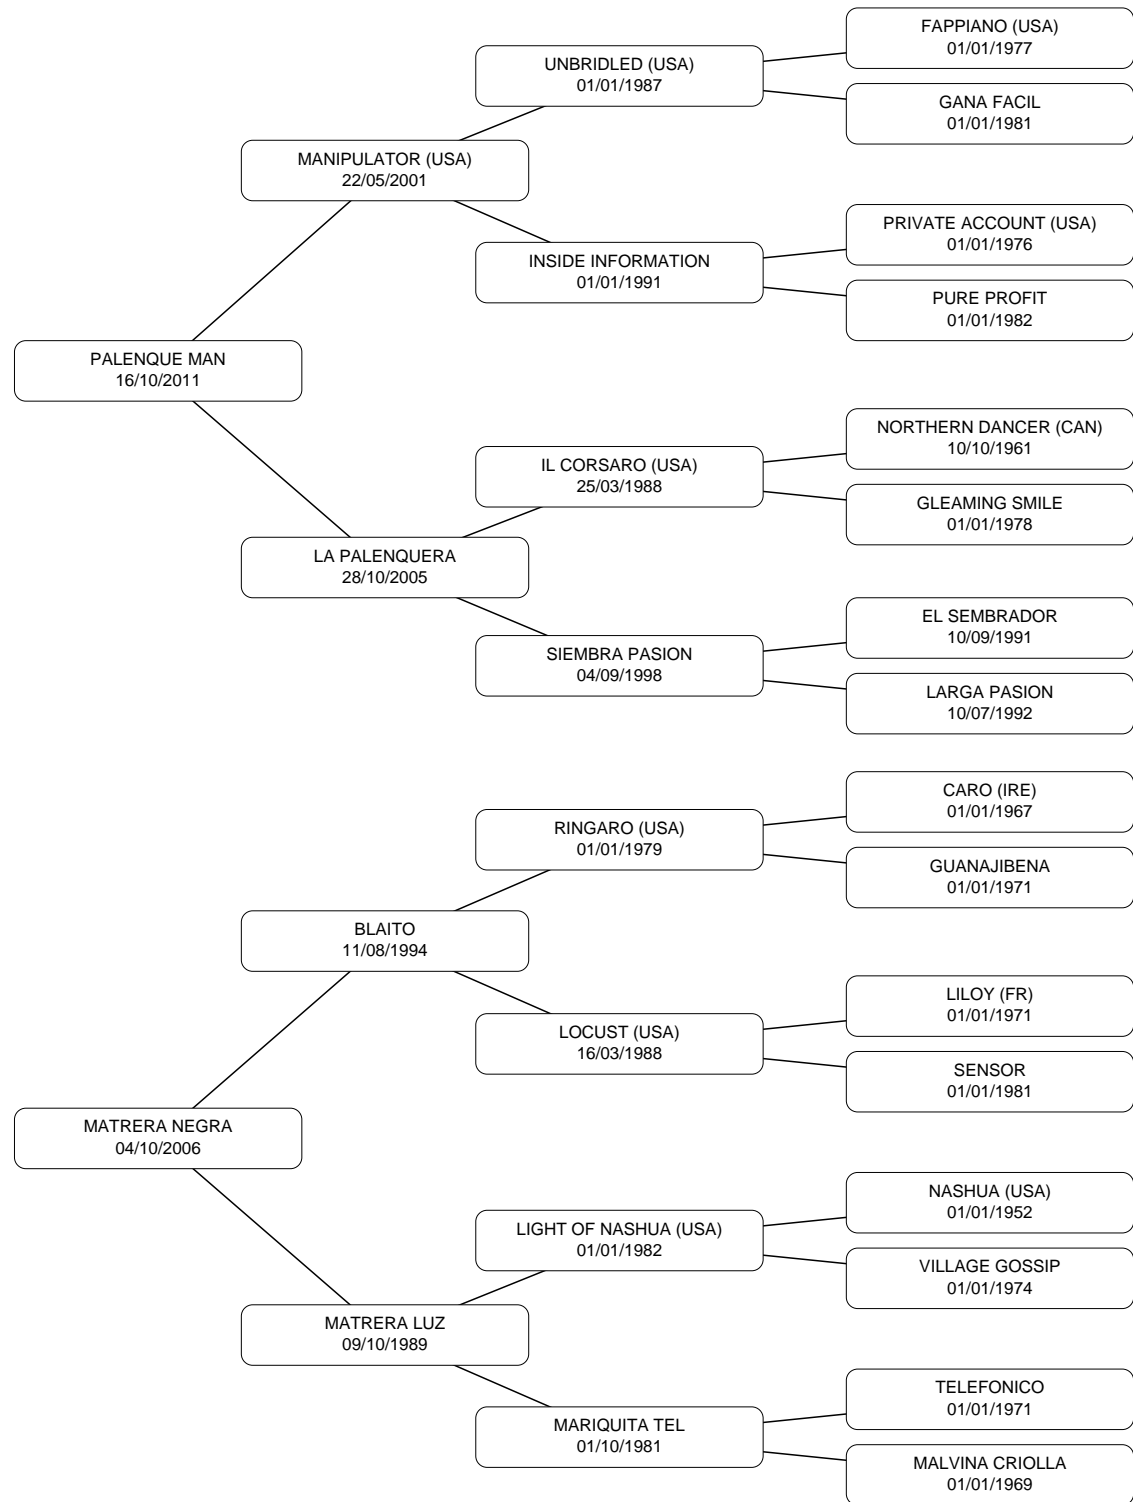 FAPPIANO (USA)
01/01/1977
UNBRIDLED (USA)
01/01/1987
GANA FACIL
01/01/1981
MANIPULATOR (USA)
22/05/2001
PRIVATE ACCOUNT (USA)
01/01/1976
INSIDE INFORMATION
01/01/1991
PURE PROFIT
01/01/1982
PALENQUE MAN
16/10/2011
NORTHERN DANCER (CAN)
10/10/1961
IL CORSARO (USA)
25/03/1988
GLEAMING SMILE
01/01/1978
LA PALENQUERA
28/10/2005
EL SEMBRADOR
10/09/1991
SIEMBRA PASION
04/09/1998
LARGA PASION
10/07/1992
CARO (IRE)
01/01/1967
RINGARO (USA)
01/01/1979
GUANAJIBENA
01/01/1971
BLAITO
11/08/1994
LILOY (FR)
01/01/1971
LOCUST (USA)
16/03/1988
SENSOR
01/01/1981
MATRERA NEGRA
04/10/2006
NASHUA (USA)
01/01/1952
LIGHT OF NASHUA (USA)
01/01/1982
VILLAGE GOSSIP
01/01/1974
MATRERA LUZ
09/10/1989
TELEFONICO
01/01/1971
MARIQUITA TEL
01/10/1981
MALVINA CRIOLLA
01/01/1969